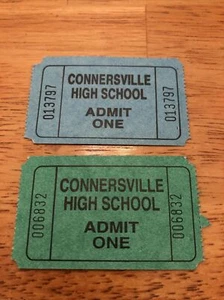 013797
CONNERSVILLE
HIGH SCHOOL
ADMIT
ONE
013797
006832
CONNERSVILLE
HIGH SCHOOL
ADMIT
ONE
006832